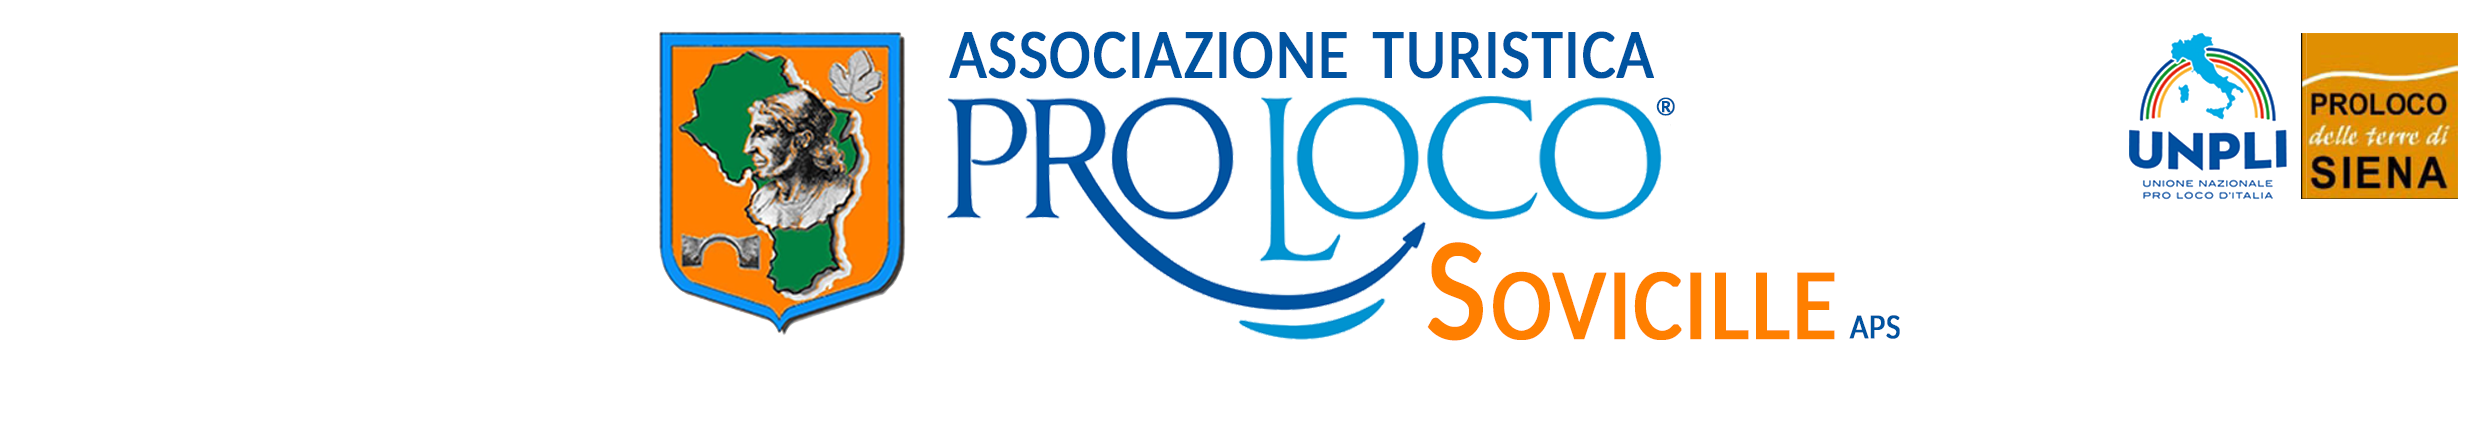 ASSOCIAZIONE TURISTICA
PRO LOCO®
SOVICILLE APS
UNPLI
UNIONE NAZIONALE
PRO LOCO D'ITALIA
PROLOCO
delle terre di
SIENA